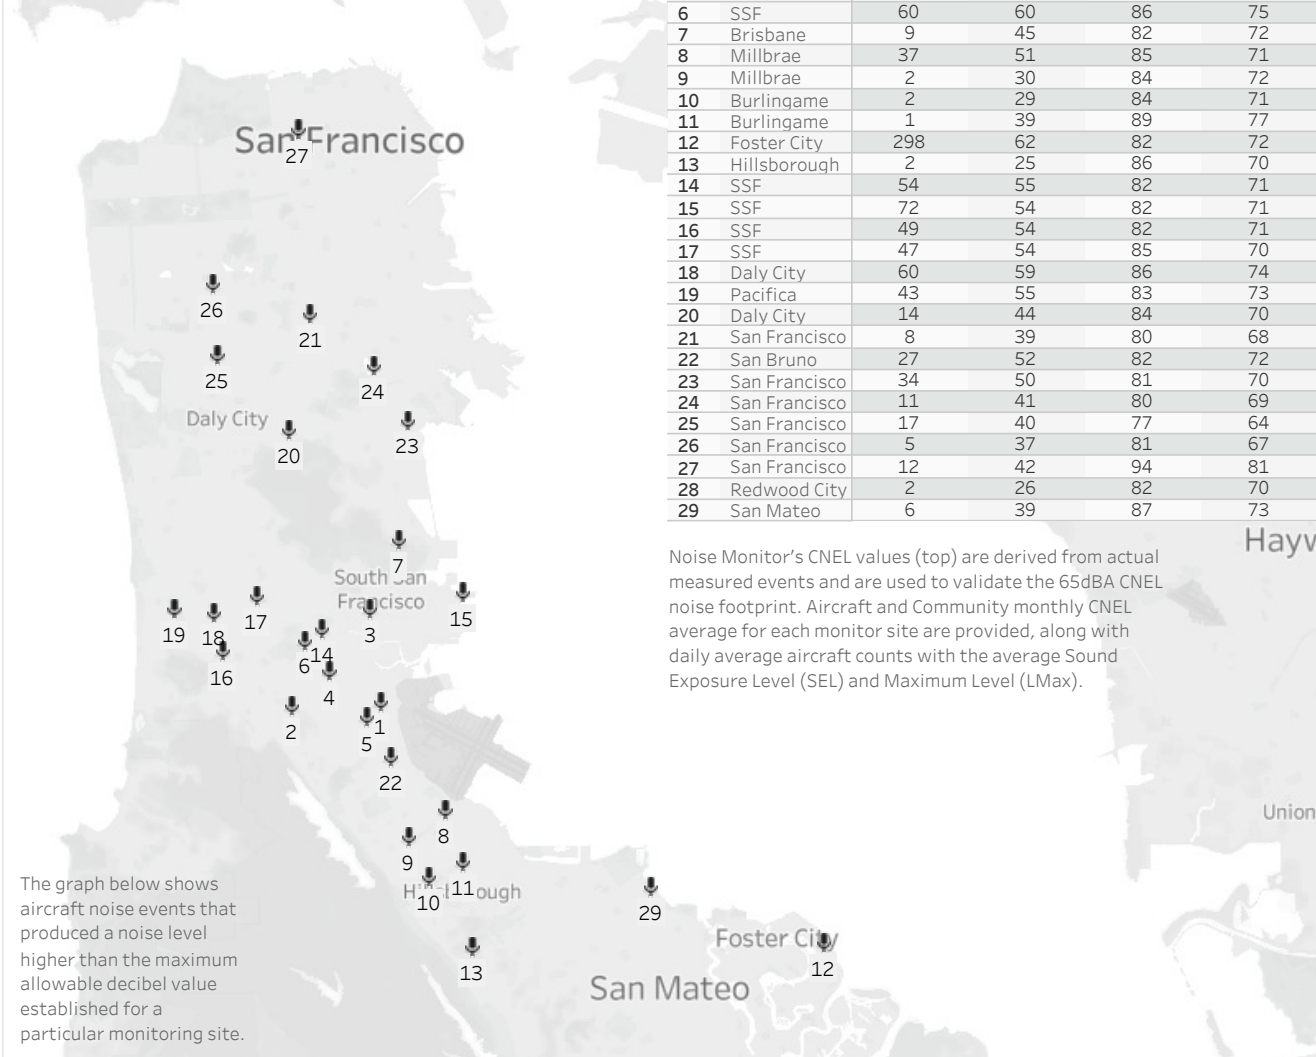 6 SSF 60 60 86 75
7 Brisbane 9 45 82 72
8 Millbrae 37 51 85 71
9 Millbrae 2 30 84 72
10 Burlingame 2 29 84 71
11 Burlingame 1 39 89 77
12 Foster City 298 62 82 72
13 Hillsborough 2 25 86 70
14 SSF 54 55 82 71
15 SSF 72 54 82 71
16 SSF 49 54 82 71
17 SSF 47 54 85 70
18 Daly City 60 59 86 74
19 Pacifica 43 55 83 73
20 Daly City 14 44 84 70
21 San Francisco 8 39 80 68
22 San Bruno 27 52 82 72
23 San Francisco 34 50 81 70
24 San Francisco 11 41 80 69
25 San Francisco 17 40 77 64
26 San Francisco 5 37 81 67
27 San Francisco 12 42 94 81
28 Redwood City 2 26 82 70
29 San Mateo 6 39 87 73
Noise Monitor's CNEL values (top) are derived from actual
measured events and are used to validate the 65dBA CNEL
noise footprint. Aircraft and Community monthly CNEL
average for each monitor site are provided, along with
daily average aircraft counts with the average Sound
Exposure Level (SEL) and Maximum Level (LMax).
San Francisco
27
26
21
25
24
Daly City
23
20
7
South San
Francisco
15
17
19
18
3
14
6
16
4
2
1
5
22
8
9
11
Hillsborough
10
29
13
Foster City
12
San Mateo
Hayw
Union
The graph below shows
aircraft noise events that
produced a noise level
higher than the maximum
allowable decibel value
established for a
particular monitoring site.